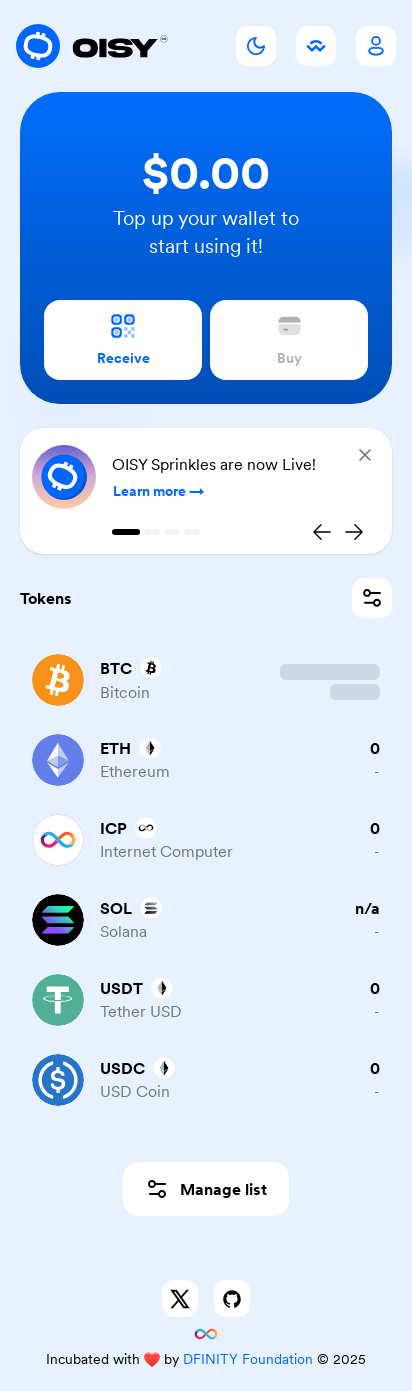 OISY
$0.00
Top up your wallet to
start using it!
Receive
Buy
OISY Sprinkles are now Live!
Learn more
Tokens
BTC
Bitcoin
ETH
0
Ethereum
-
ICP
0
Internet Computer
-
SOL
n/a
Solana
-
USDT
0
Tether USD
-
USDC
0
USD Coin
-
Manage list
Incubated with ❤️ by DFINITY Foundation © 2025